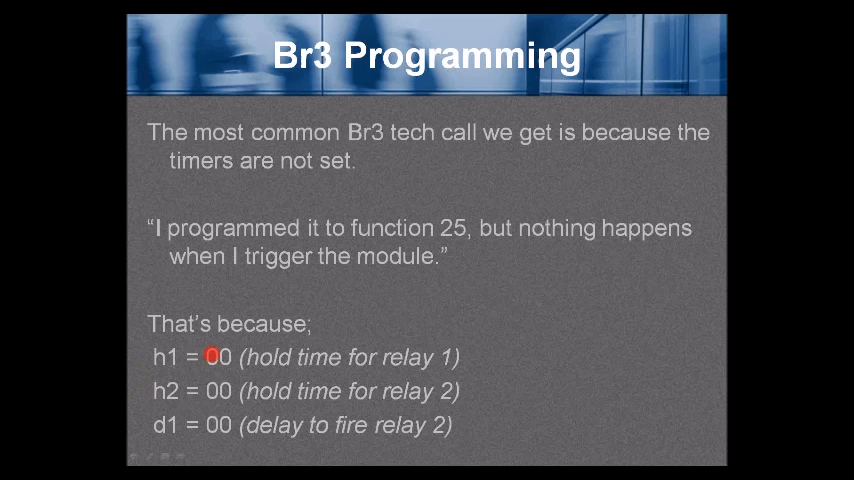 Br3 Programming
The most common Br3 tech call we get is because the
timers are not set.
“I programmed it to function 25, but nothing happens
when I trigger the module.”
That’s because;
h1 = 00 (hold time for relay 1)
h2 = 00 (hold time for relay 2)
d1 = 00 (delay to fire relay 2)